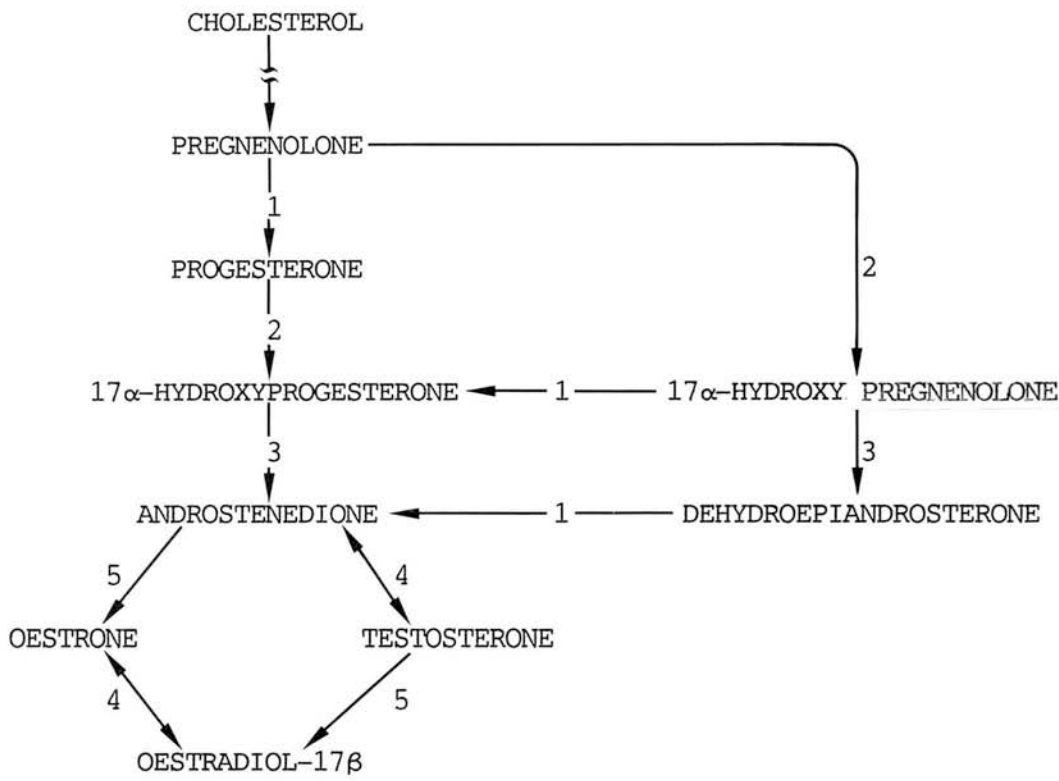 CHOLESTEROL
PREGNENOLONE
1
PROGESTERONE
2
2
17α-HYDROXYPROGESTERONE
1
17α-HYDROXY PREGNENOLONE
3
3
ANDROSTENEDIONE
1
DEHYDROEPIANDROSTERONE
5
4
OESTRONE
TESTOSTERONE
4
5
OESTRADIOL-17β